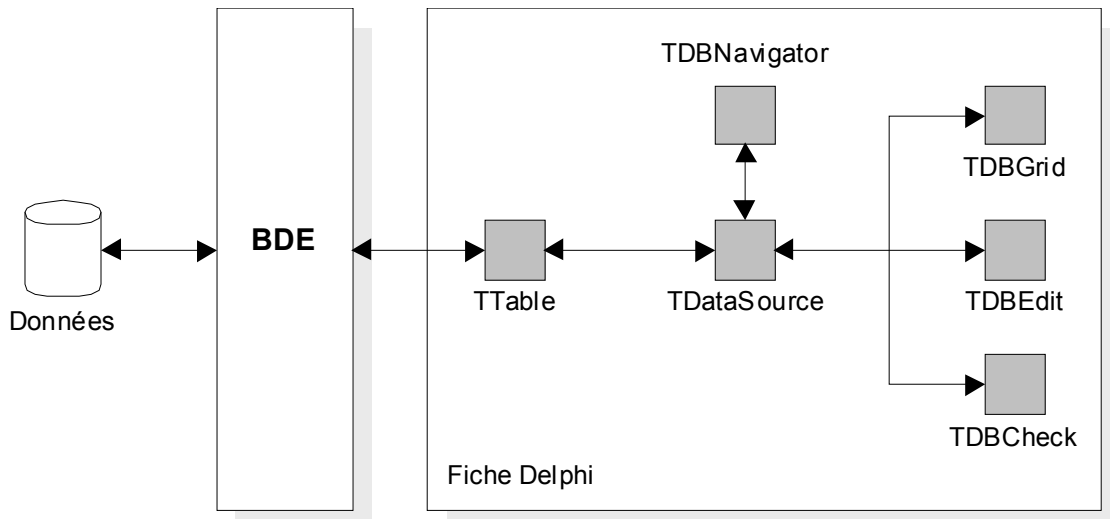 TDBNavigator
TDBGrid
BDE
TTable
TDataSource
TDBEdit
Données
TDBCheck
Fiche Delphi